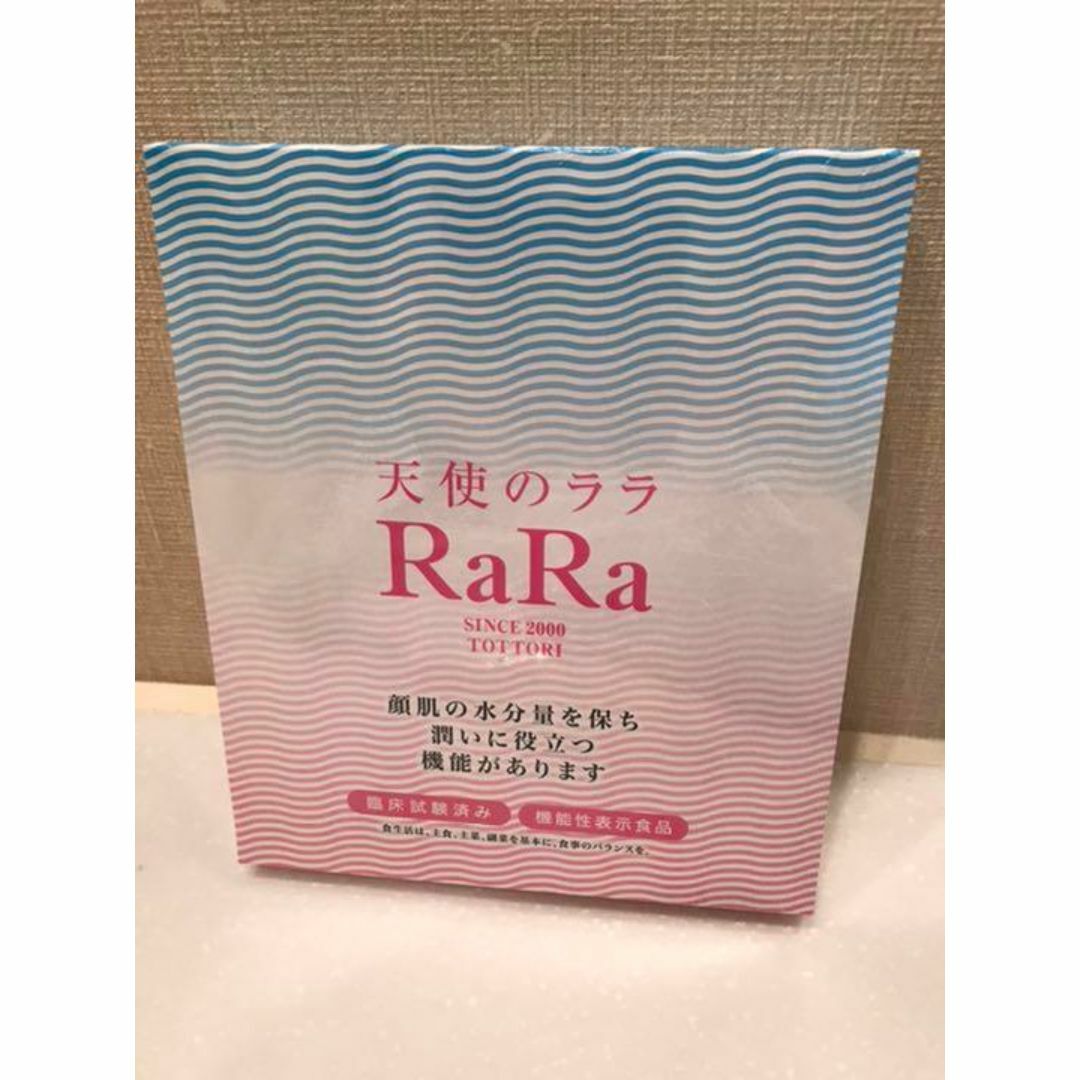 天使のララ
RaRa
SINCE 2000
TOTTORI
顔肌の水分量を保ち
潤いに役立つ
機能があります
臨床試験済み 機能性表示食品
食生活は、主食、主菜、副菜を基本に、食事のバランスを。